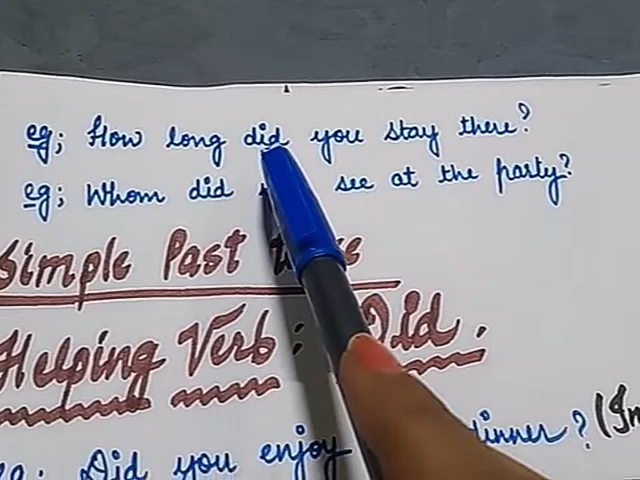 eg; How long did you stay there?
eg; Whom did see at the party?
Simple Past
Helping Verb: Did.
eg. Did you enjoy dinner? (In